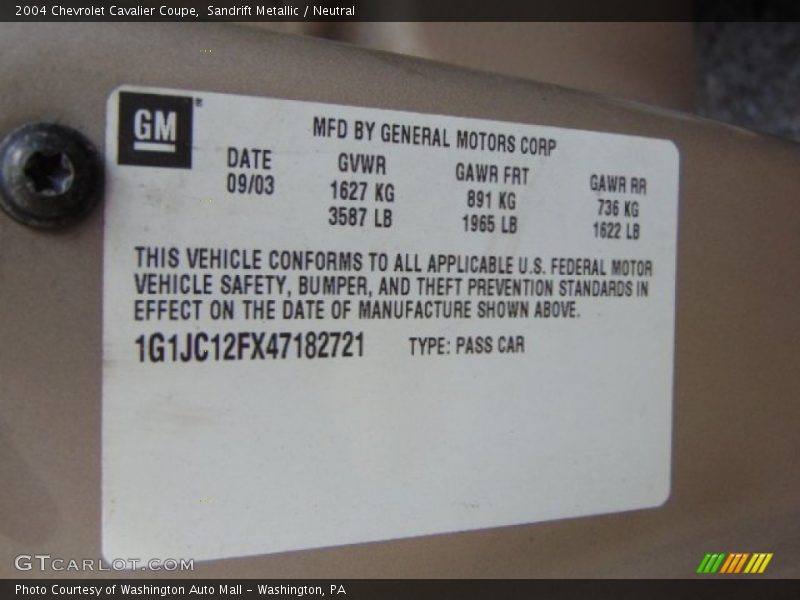 2004 Chevrolet Cavalier Coupe,  Sandrift Metallic / Neutral
GM
MFD BY GENERAL MOTORS CORP
DATE GVWR GAWR FRT GAWR RR
09/03 1627 KG 891 KG 736 KG
3587 LB 1965 LB 1622 LB
THIS VEHICLE CONFORMS TO ALL APPLICABLE U.S. FEDERAL MOTOR
VEHICLE SAFETY, BUMPER, AND THEFT PREVENTION STANDARDS IN
EFFECT ON THE DATE OF MANUFACTURE SHOWN ABOVE.
1G1JC12FX47182721 TYPE: PASS CAR
GTCARLOT.COM
Photo Courtesy of Washington Auto Mall – Washington, PA